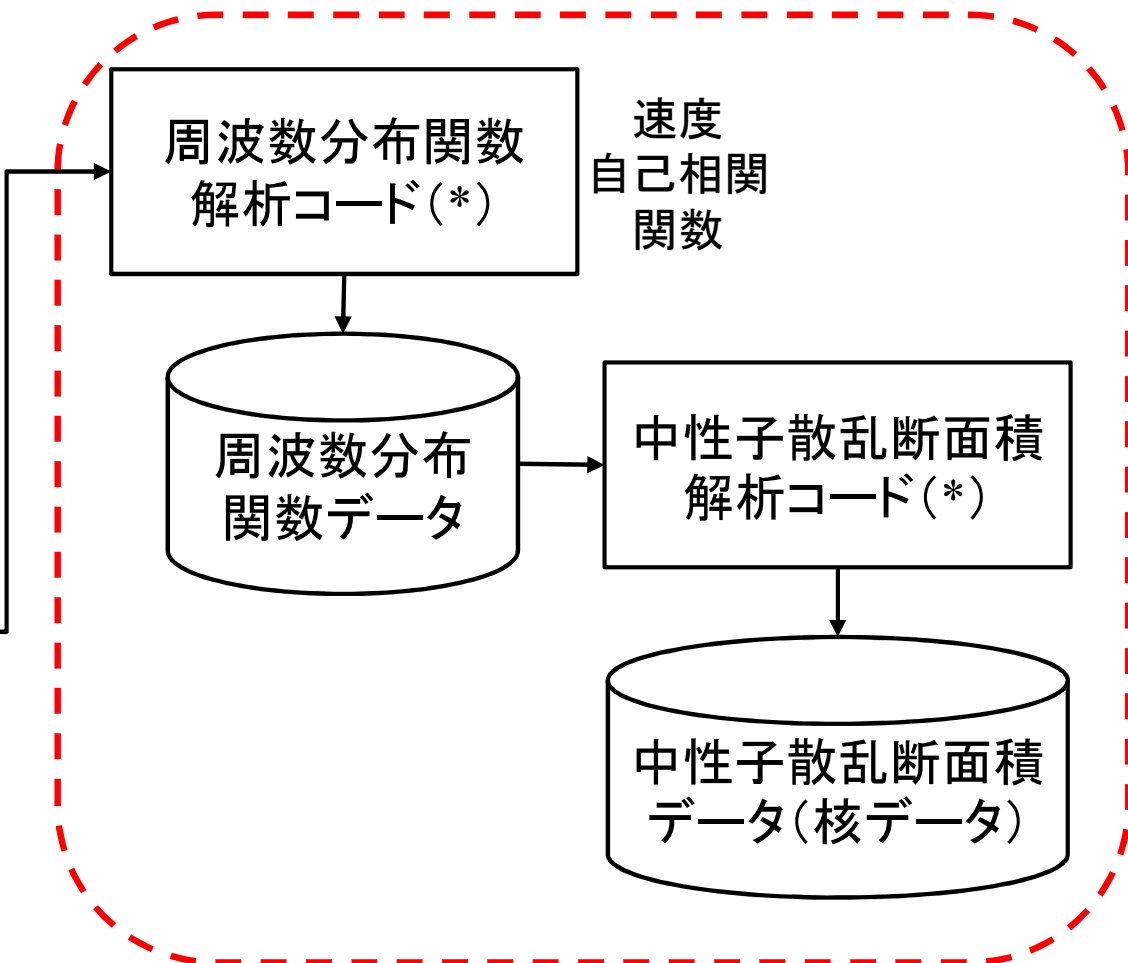 周波数分布関数
解析コード(*)
速度
自己相関
関数
周波数分布
関数データ
中性子散乱断面積
解析コード(*)
中性子散乱断面積
データ(核データ)